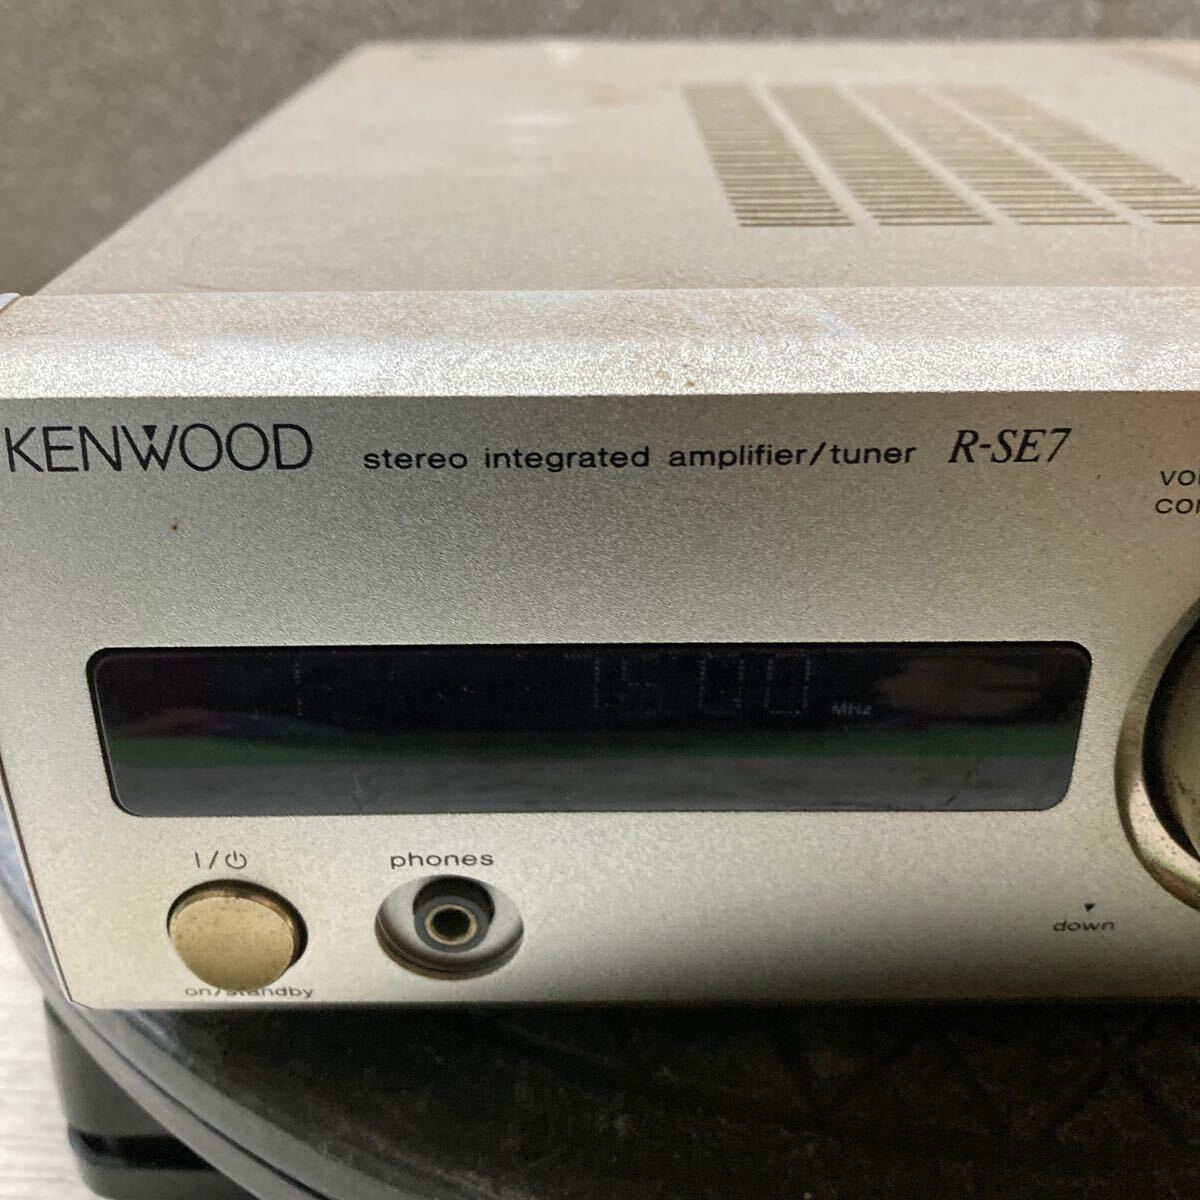 KENWOOD stereo integrated amplifier/tuner R-SE7
MHz
I/⏻ phones
down
on/standby